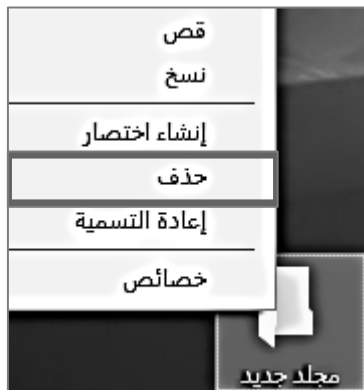 قص
نسخ
إنشاء اختصار
حذف
إعادة التسمية
خصائص
مجلد جديد